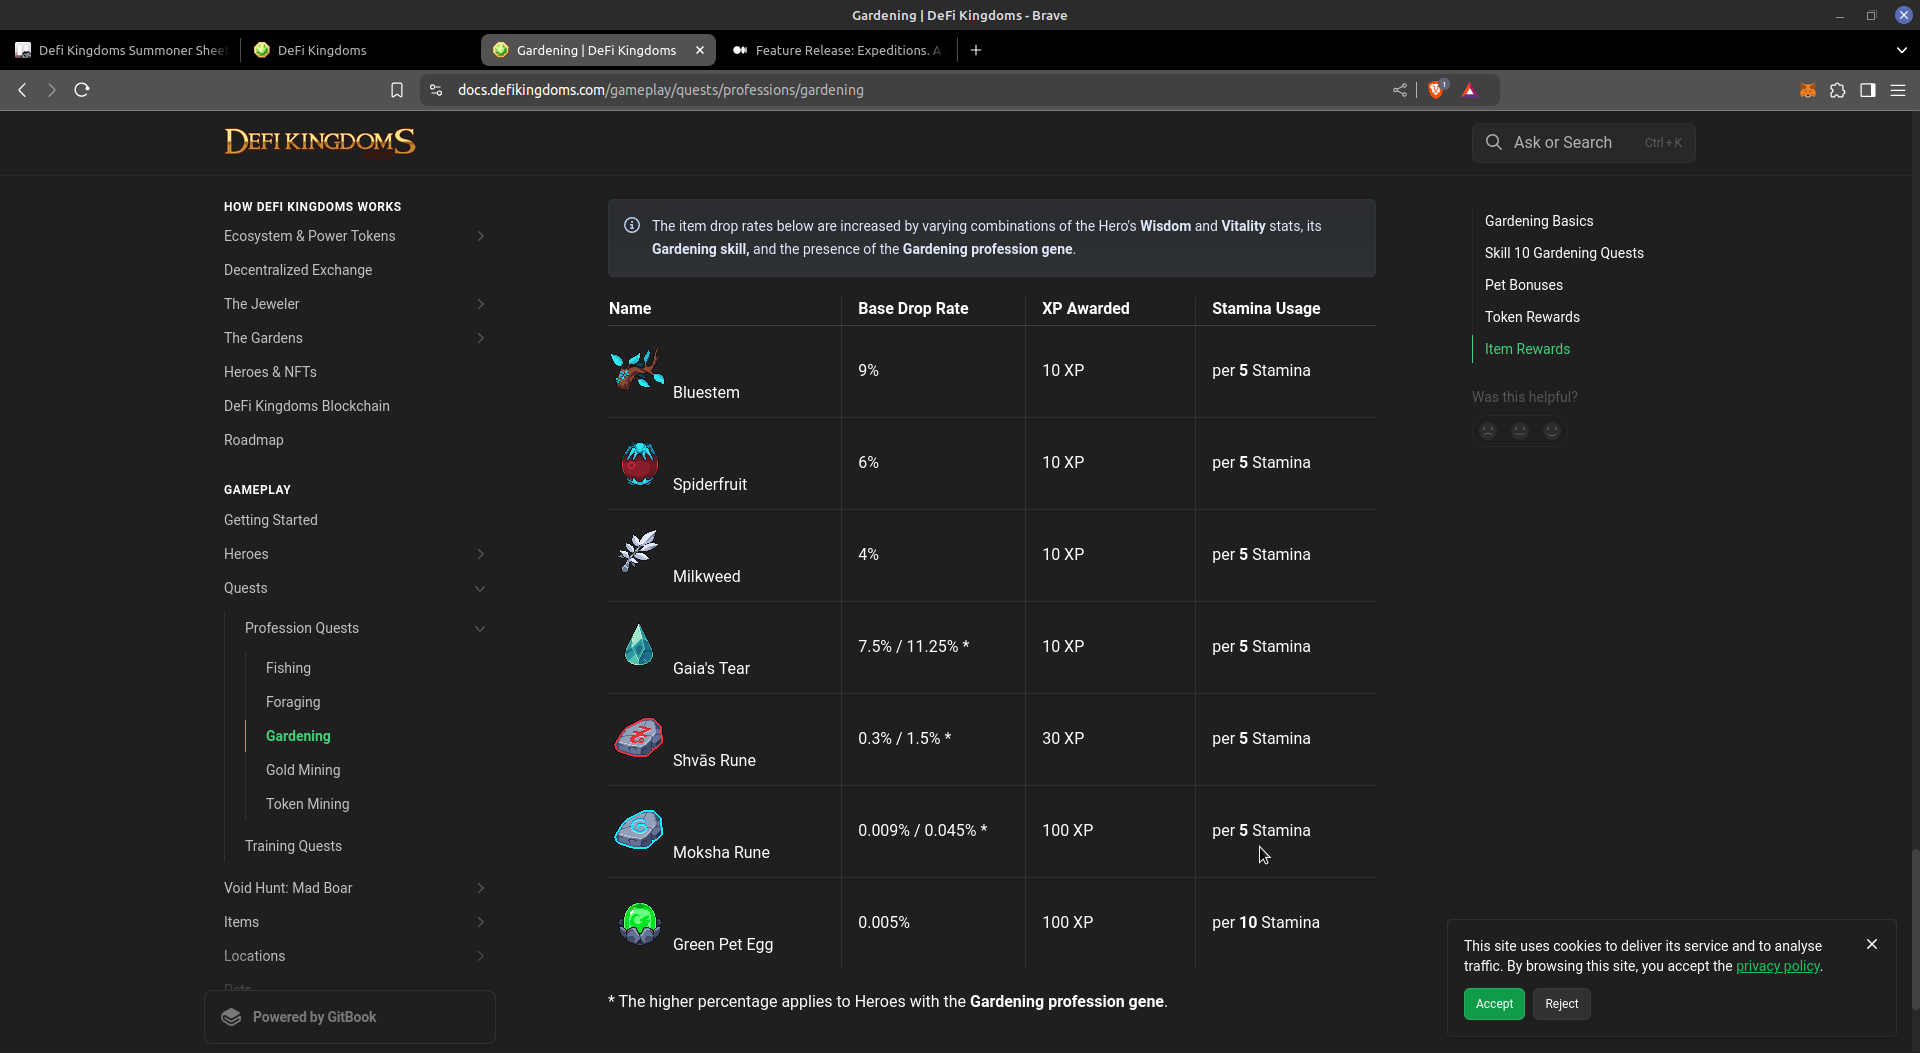 Gardening | DeFi Kingdoms - Brave
Defi Kingdoms Summoner Shee
DeFi Kingdoms
Gardening | DeFi Kingdoms
Feature Release: Expeditions. A
docs.defikingdoms.com/gameplay/quests/professions/gardening
1
DEFI KINGDOMS
Ask or Search
Ctrl + K
HOW DEFI KINGDOMS WORKS
Ecosystem & Power Tokens
Decentralized Exchange
The Jeweler
The Gardens
Heroes & NFTs
DeFi Kingdoms Blockchain
Roadmap
GAMEPLAY
Getting Started
Heroes
Quests
Profession Quests
Fishing
Foraging
Gardening
Gold Mining
Token Mining
Training Quests
Void Hunt: Mad Boar
Items
Locations
Pets
Powered by GitBook
The item drop rates below are increased by varying combinations of the Hero's Wisdom and Vitality stats, its
Gardening skill, and the presence of the Gardening profession gene.
Name Base Drop Rate XP Awarded Stamina Usage
Bluestem 9% 10 XP per 5 Stamina
Spiderfruit 6% 10 XP per 5 Stamina
Milkweed 4% 10 XP per 5 Stamina
Gaia's Tear 7.5% / 11.25% * 10 XP per 5 Stamina
Shvās Rune 0.3% / 1.5% * 30 XP per 5 Stamina
Moksha Rune 0.009% / 0.045% * 100 XP per 5 Stamina
Green Pet Egg 0.005% 100 XP per 10 Stamina
* The higher percentage applies to Heroes with the Gardening profession gene.
Gardening Basics
Skill 10 Gardening Quests
Pet Bonuses
Token Rewards
Item Rewards
Was this helpful?
This site uses cookies to deliver its service and to analyse
traffic. By browsing this site, you accept the privacy policy.
Accept
Reject